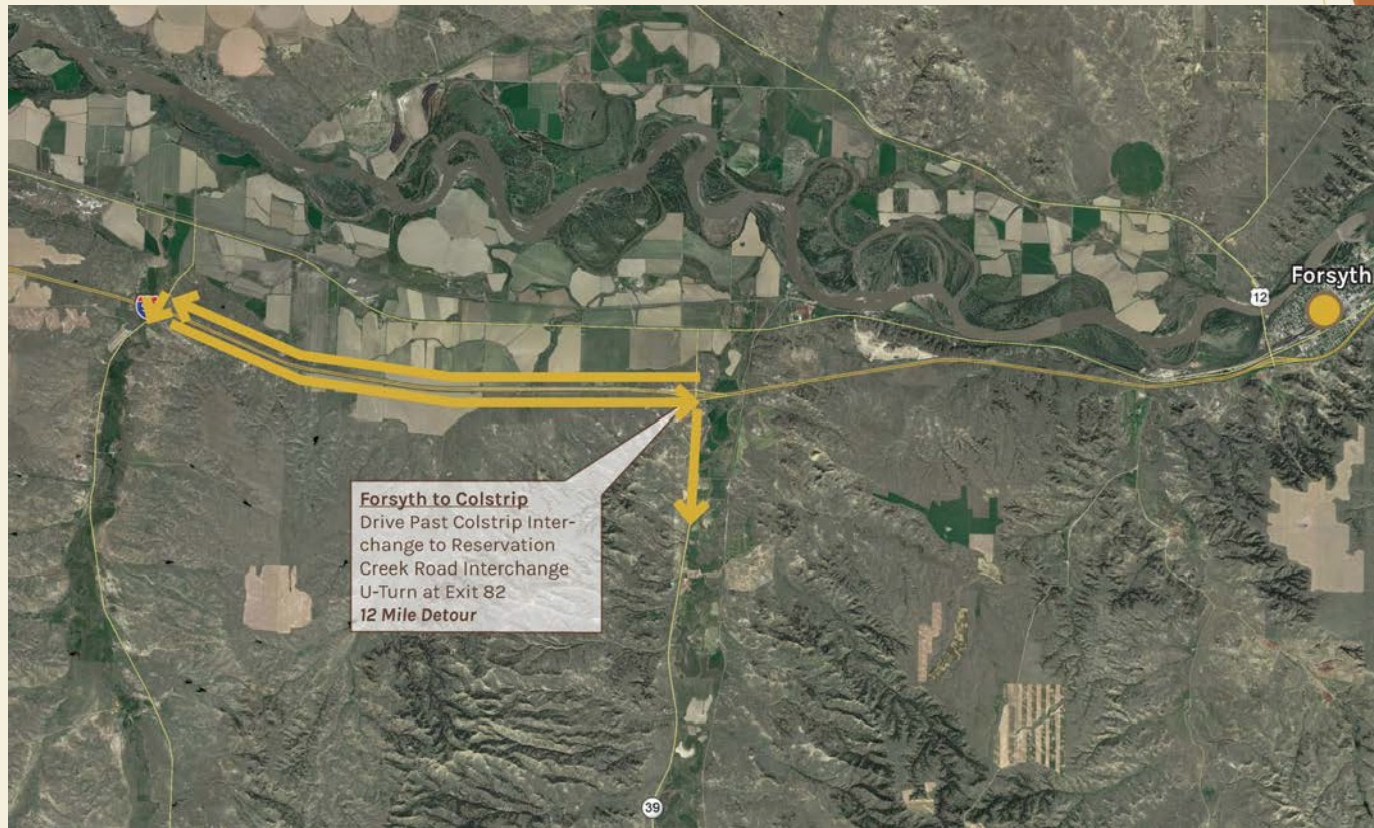 Forsyth
12
Forsyth to Colstrip
Drive Past Colstrip Inter-
change to Reservation
Creek Road Interchange
U-Turn at Exit 82
12 Mile Detour
39